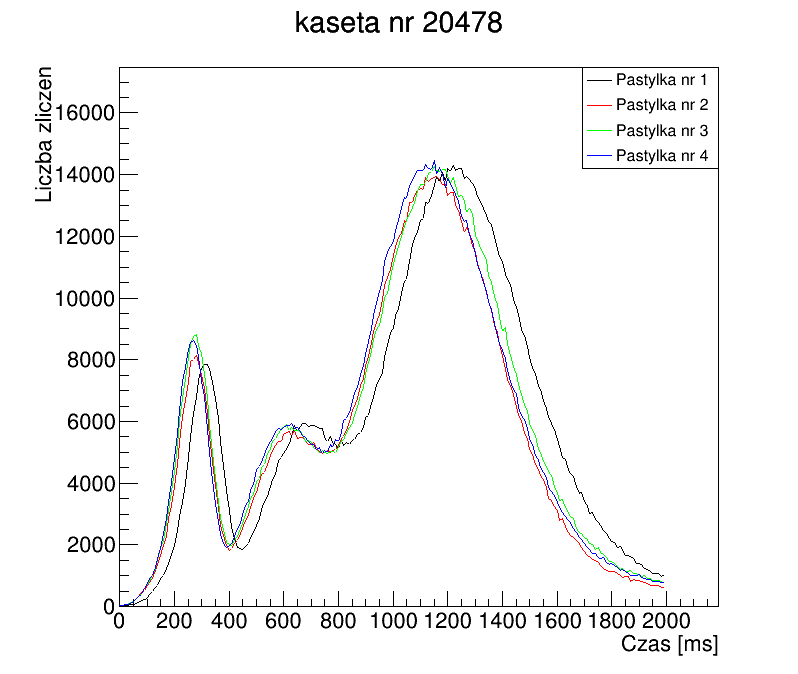 kaseta nr 20478
Liczba zliczen
Pastylka nr 1
Pastylka nr 2
Pastylka nr 3
Pastylka nr 4
16000
14000
12000
10000
8000
6000
4000
2000
0
0 200 400 600 800 1000 1200 1400 1600 1800 2000
Czas [ms]